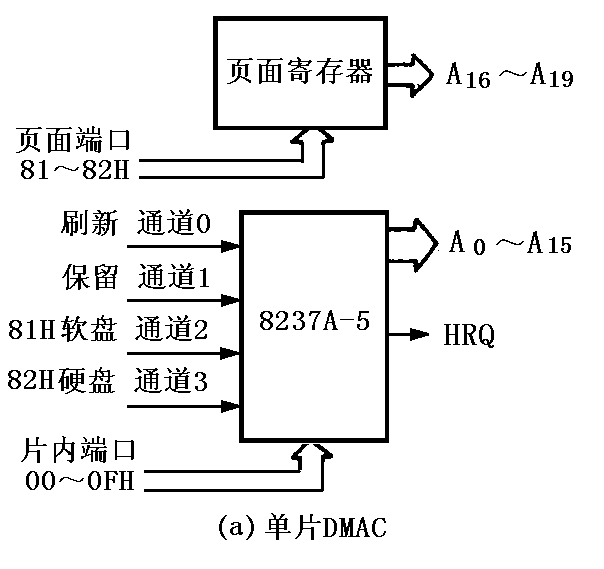 页面寄存器
A16～A19
页面端口
81～82H
刷新 通道0
保留 通道1
81H软盘 通道2
82H硬盘 通道3
8237A-5
A0～A15
HRQ
片内端口
00～0FH
(a)单片DMAC